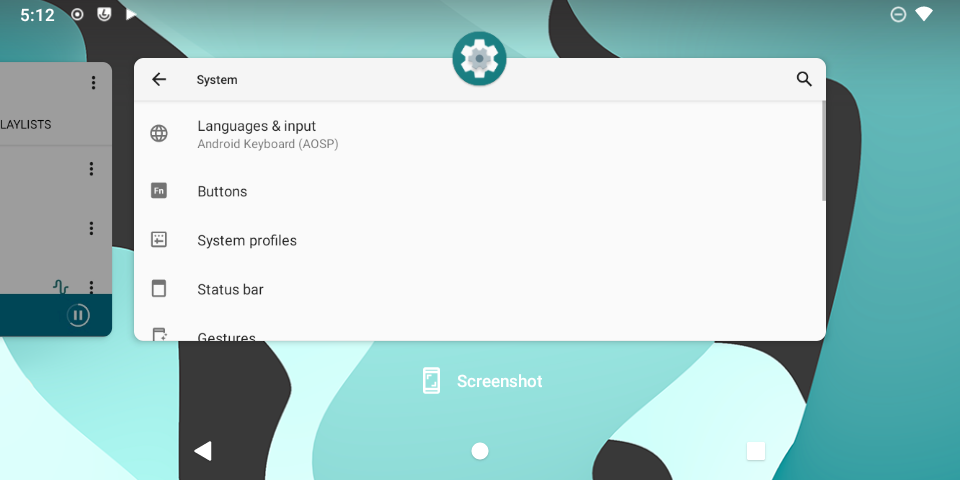 5:12
LAYLISTS
System
Languages & input
Android Keyboard (AOSP)
Fn
Buttons
System profiles
Status bar
Gestures
Screenshot